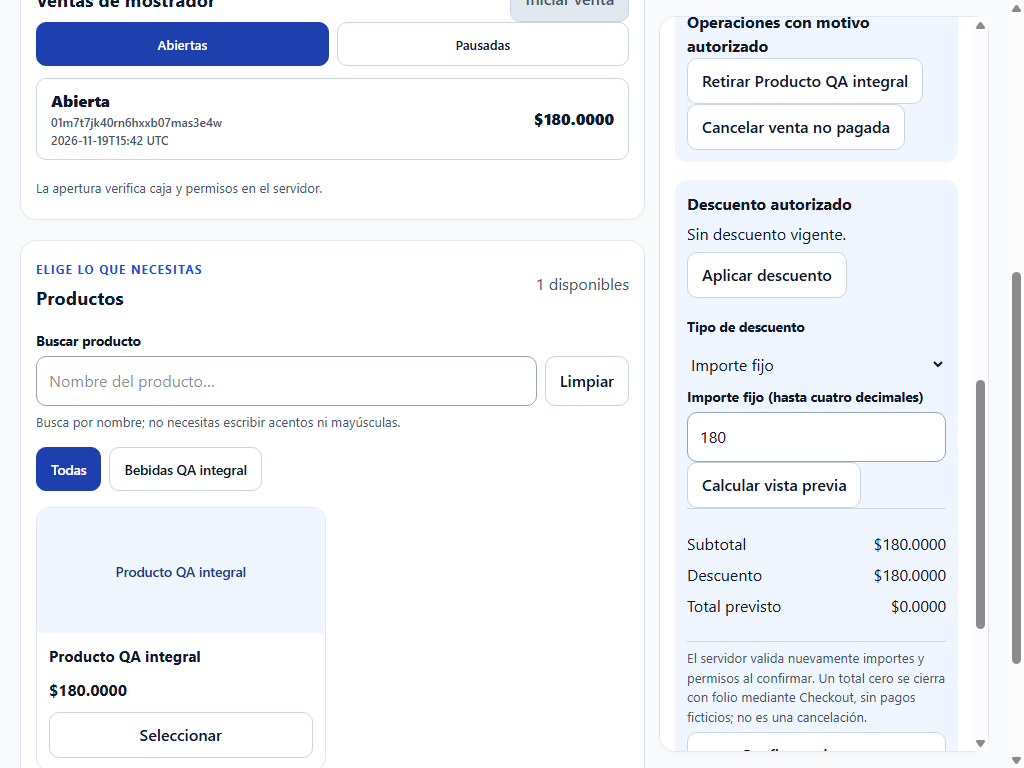 Ventas de mostrador
Iniciar venta
Abiertas
Pausadas
Abierta
01m7t7jk40rn6hxxb07mas3e4w
2026-11-19T15:42 UTC
$180.0000
La apertura verifica caja y permisos en el servidor.
ELIGE LO QUE NECESITAS
Productos
1 disponibles
Buscar producto
Nombre del producto...
Limpiar
Busca por nombre; no necesitas escribir acentos ni mayúsculas.
Todas
Bebidas QA integral
Producto QA integral
Producto QA integral
$180.0000
Seleccionar
Operaciones con motivo
autorizado
Retirar Producto QA integral
Cancelar venta no pagada
Descuento autorizado
Sin descuento vigente.
Aplicar descuento
Tipo de descuento
Importe fijo
Importe fijo (hasta cuatro decimales)
180
Calcular vista previa
Subtotal $180.0000
Descuento $180.0000
Total previsto $0.0000
El servidor valida nuevamente importes y
permisos al confirmar. Un total cero se cierra
con folio mediante Checkout, sin pagos
ficticios; no es una cancelación.